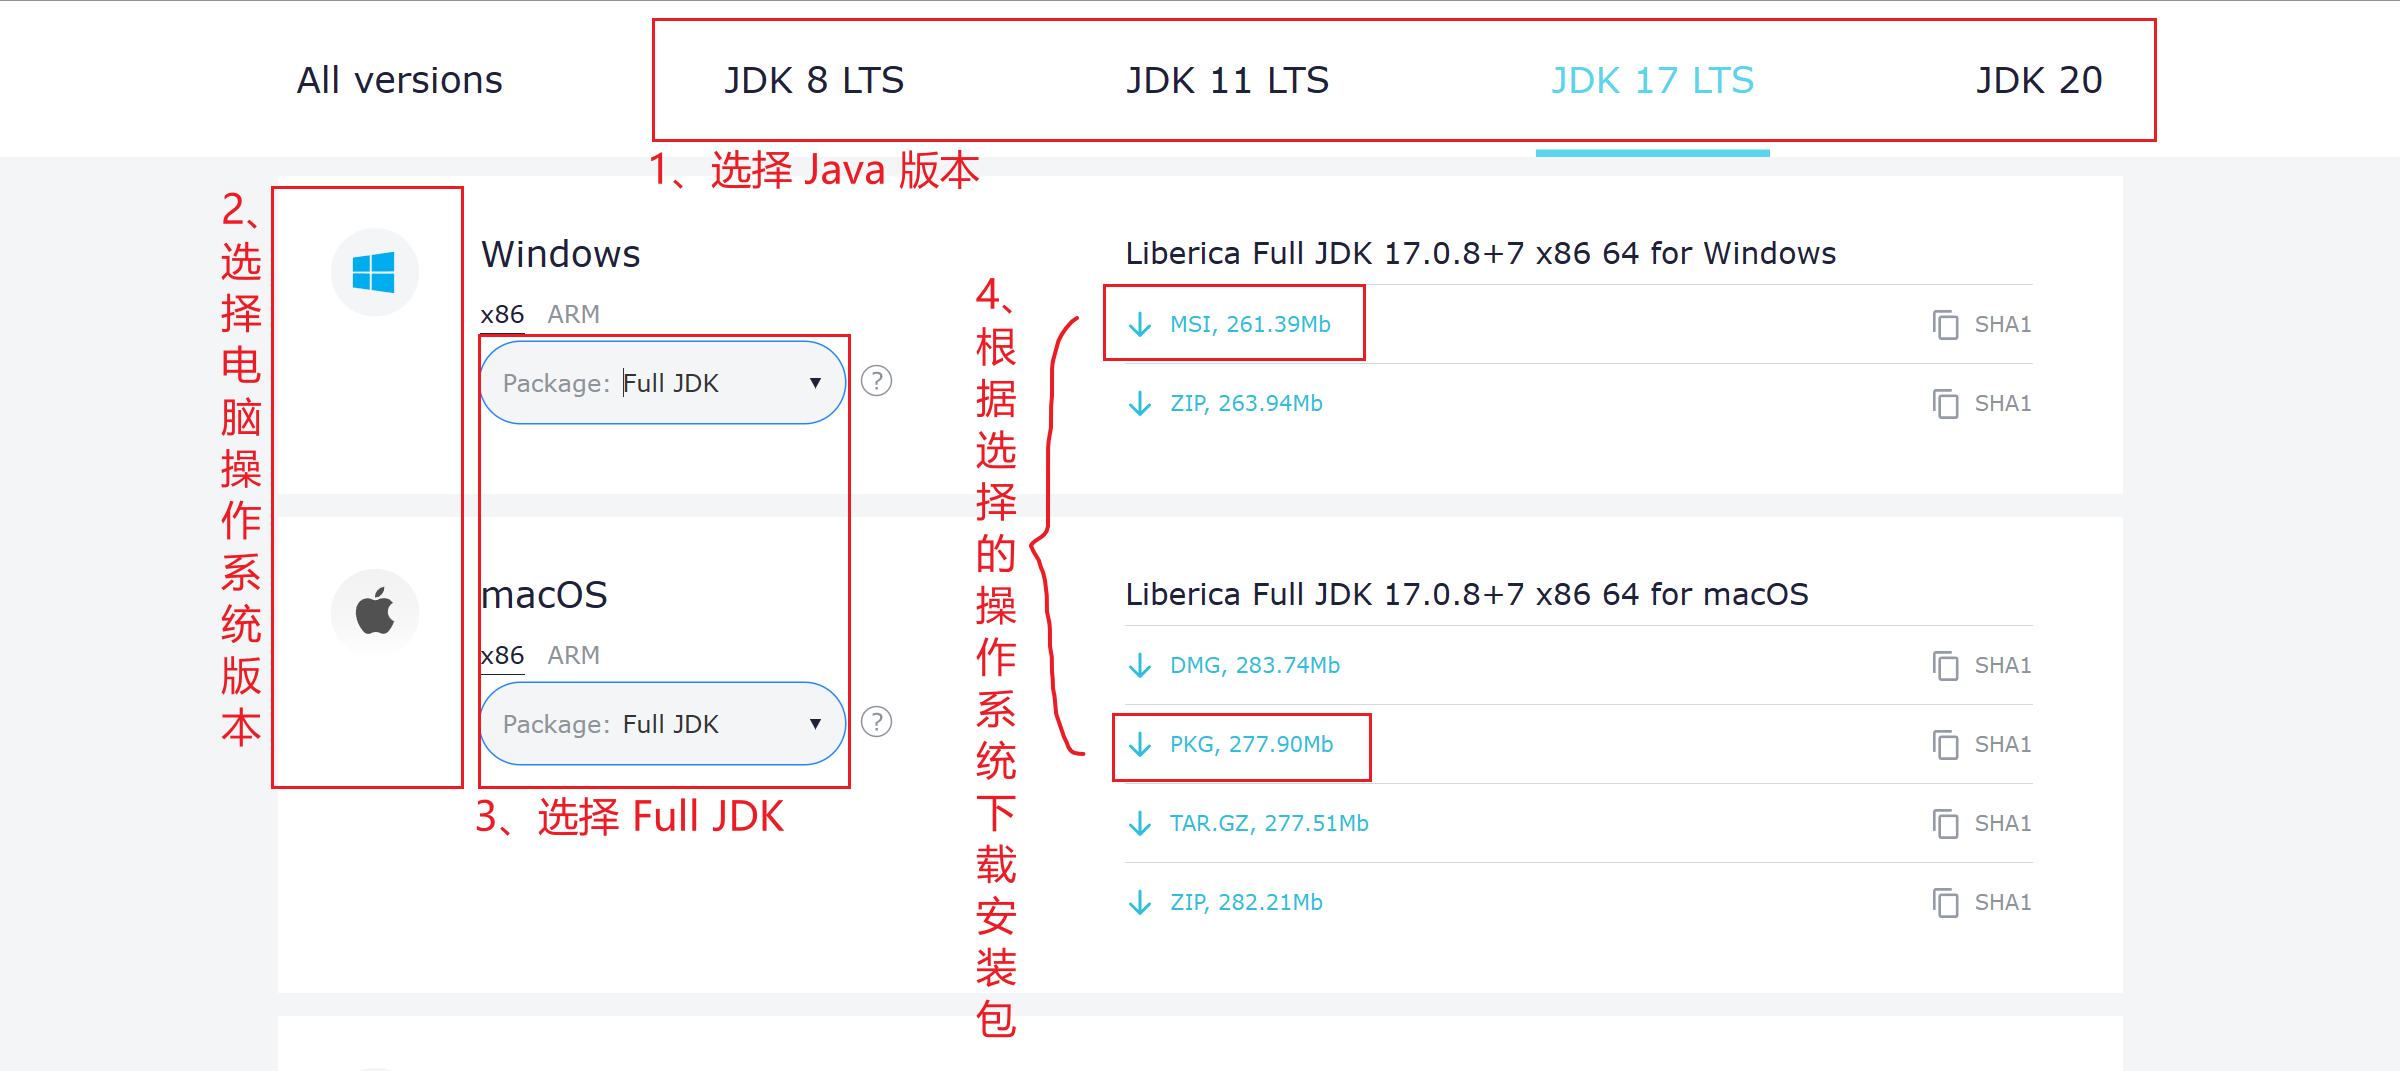 All versions
JDK 8 LTS
JDK 11 LTS
JDK 17 LTS
JDK 20
1、选择 Java 版本
2、选择电脑操作系统版本
Windows
x86 ARM
Package: Full JDK
?
3、选择 Full JDK
4、根据选择的操作系统下载安装包
Liberica Full JDK 17.0.8+7 x86 64 for Windows
MSI, 261.39Mb
SHA1
ZIP, 263.94Mb
SHA1
macOS
x86 ARM
Package: Full JDK
?
Liberica Full JDK 17.0.8+7 x86 64 for macOS
DMG, 283.74Mb
SHA1
PKG, 277.90Mb
SHA1
TAR.GZ, 277.51Mb
SHA1
ZIP, 282.21Mb
SHA1